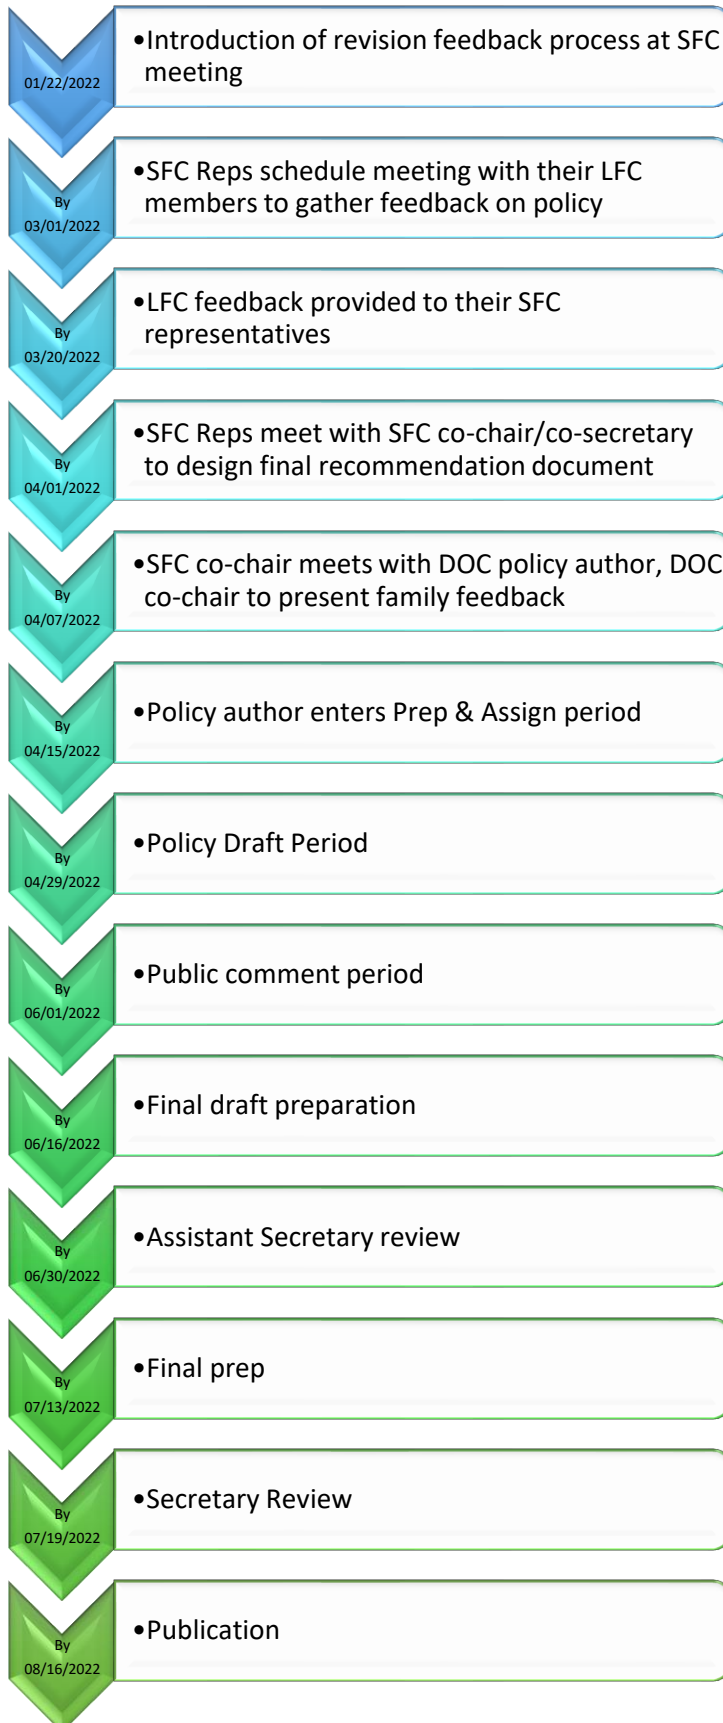 01/22/2022
•Introduction of revision feedback process at SFC
meeting
By
03/01/2022
•SFC Reps schedule meeting with their LFC
members to gather feedback on policy
By
03/20/2022
•LFC feedback provided to their SFC
representatives
By
04/01/2022
•SFC Reps meet with SFC co-chair/co-secretary
to design final recommendation document
By
04/07/2022
•SFC co-chair meets with DOC policy author, DOC
co-chair to present family feedback
By
04/15/2022
•Policy author enters Prep & Assign period
By
04/29/2022
•Policy Draft Period
By
06/01/2022
•Public comment period
By
06/16/2022
•Final draft preparation
By
06/30/2022
•Assistant Secretary review
By
07/13/2022
•Final prep
By
07/19/2022
•Secretary Review
By
08/16/2022
•Publication